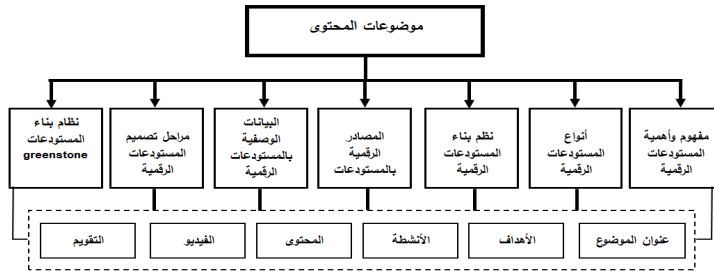 موضوعات المحتوى
مفهوم وأهمية
المستودعات
الرقمية
أنواع
المستودعات
الرقمية
نظم بناء
المستودعات
الرقمية
المصادر
الرقمية
بالمستودعات
البيانات
الوصفية
بالمستودعات
الرقمية
مراحل تصميم
المستودعات
الرقمية
نظام بناء
المستودعات
greenstone
عنوان الموضوع
الأهداف
الأنشطة
المحتوى
الفيديو
التقويم